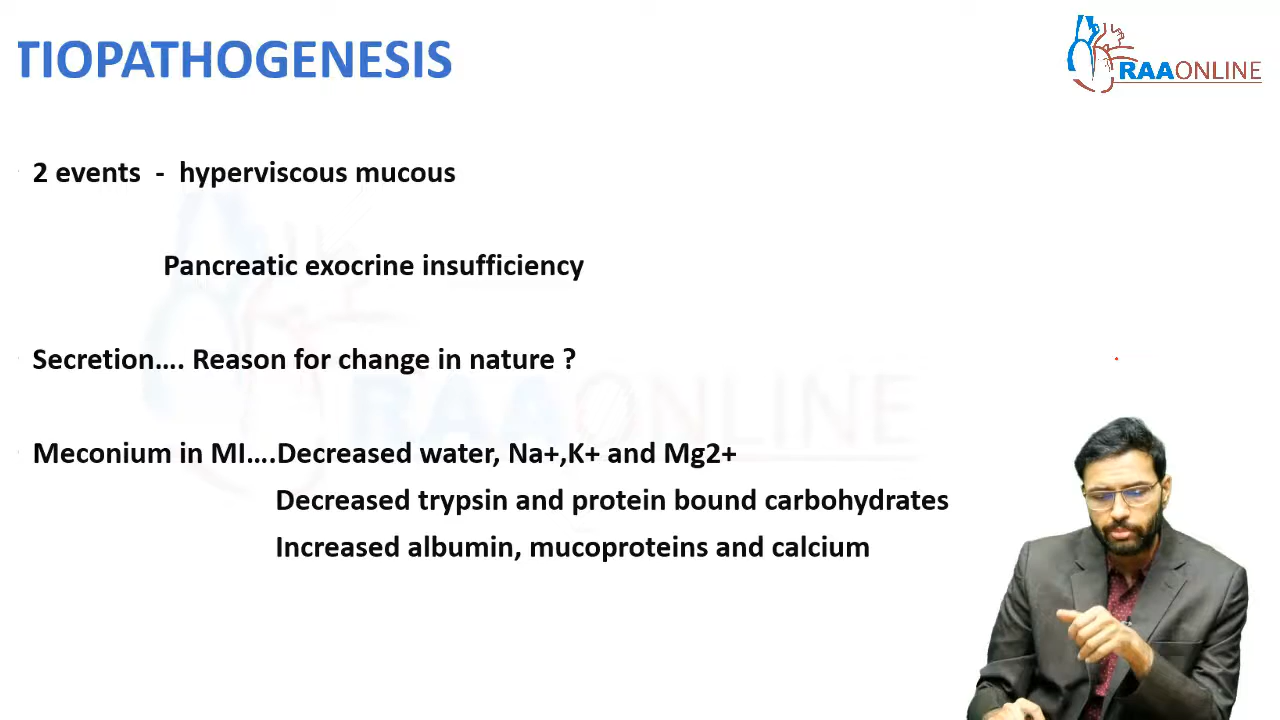 TIOPATHOGENESIS
RAAONLINE
2 events - hyperviscous mucous
Pancreatic exocrine insufficiency
Secretion.... Reason for change in nature ?
RAAONLINE
Meconium in MI....Decreased water, Na+,K+ and Mg2+
Decreased trypsin and protein bound carbohydrates
Increased albumin, mucoproteins and calcium